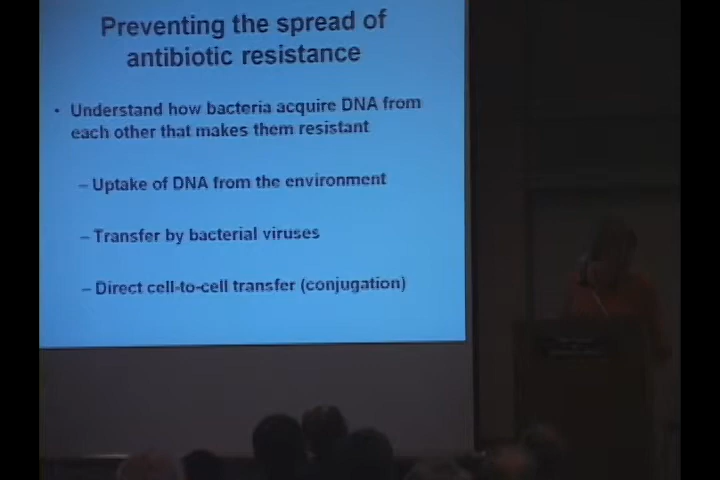 Preventing the spread of
antibiotic resistance
• Understand how bacteria acquire DNA from
each other that makes them resistant
– Uptake of DNA from the environment
– Transfer by bacterial viruses
– Direct cell-to-cell transfer (conjugation)